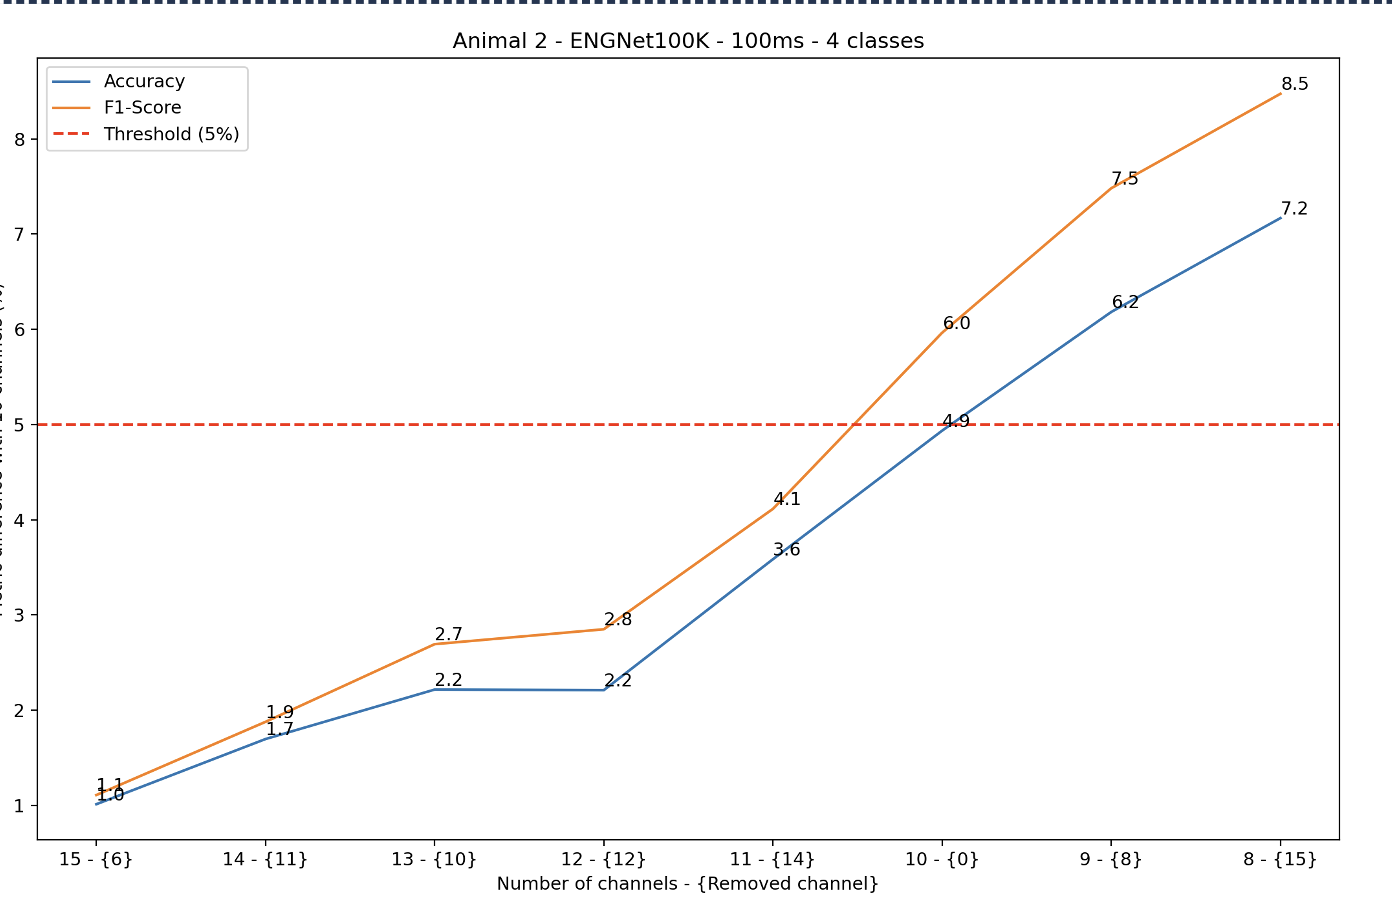 Animal 2 - ENGNet100K - 100ms - 4 classes
Accuracy
F1-Score
Threshold (5%)
8
7
6
5
4
3
2
1
8.5
7.5
7.2
6.2
6.0
4.9
4.1
3.6
2.8
2.7
2.2
2.2
1.9
1.7
1.1
1.0
15 - {6}
14 - {11}
13 - {10}
12 - {12}
11 - {14}
10 - {0}
9 - {8}
8 - {15}
Number of channels - {Removed channel}